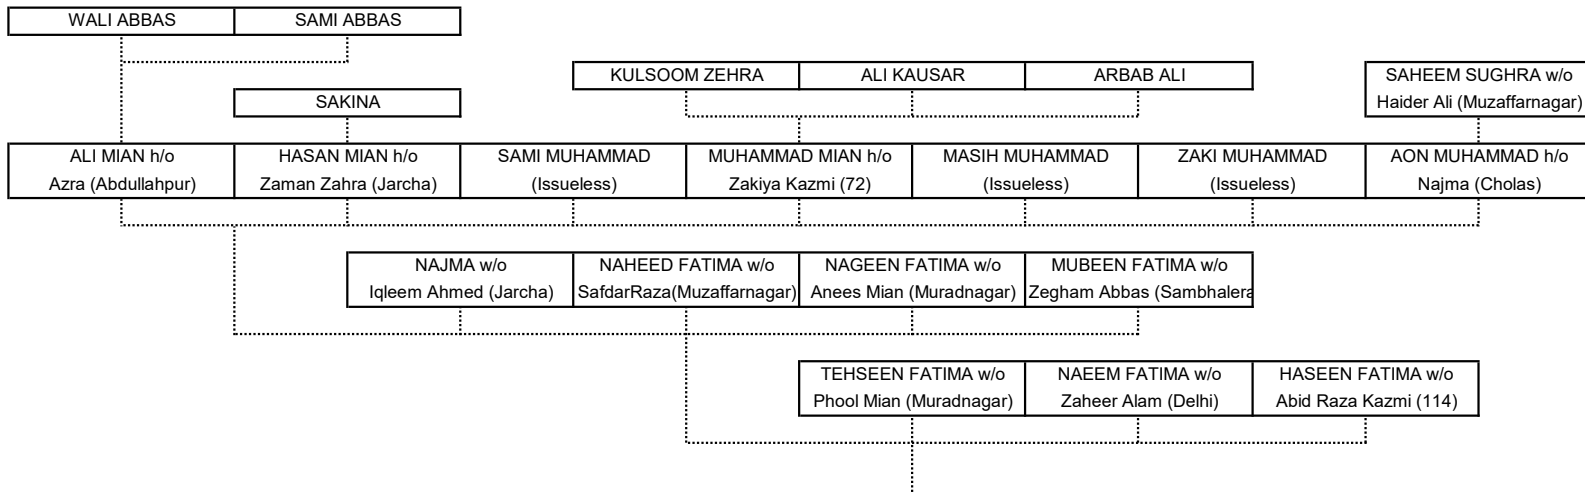 WALI ABBAS
SAMI ABBAS
KULSOOM ZEHRA
ALI KAUSAR
ARBAB ALI
SAHEEM SUGHRA w/o
Haider Ali (Muzaffarnagar)
SAKINA
ALI MIAN h/o
Azra (Abdullahpur)
HASAN MIAN h/o
Zaman Zahra (Jarcha)
SAMI MUHAMMAD
(Issueless)
MUHAMMAD MIAN h/o
Zakiya Kazmi (72)
MASIH MUHAMMAD
(Issueless)
ZAKI MUHAMMAD
(Issueless)
AON MUHAMMAD h/o
Najma (Cholas)
NAJMA w/o
Iqleem Ahmed (Jarcha)
NAHEED FATIMA w/o
SafdarRaza(Muzaffarnagar)
NAGEEN FATIMA w/o
Anees Mian (Muradnagar)
MUBEEN FATIMA w/o
Zegham Abbas (Sambhalera
TEHSEEN FATIMA w/o
Phool Mian (Muradnagar)
NAEEM FATIMA w/o
Zaheer Alam (Delhi)
HASEEN FATIMA w/o
Abid Raza Kazmi (114)